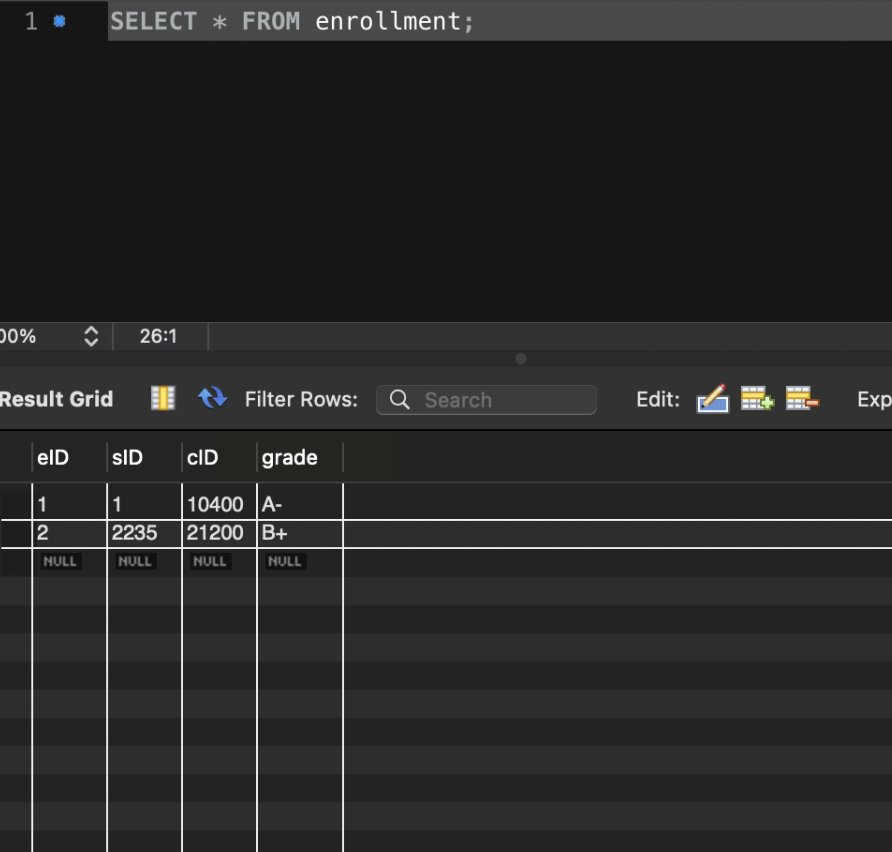 1 SELECT * FROM enrollment;
00% 26:1
Result Grid Filter Rows: Search Edit: Exp
eID sID cID grade
1 1 10400 A-
2 2235 21200 B+
NULL NULL NULL NULL